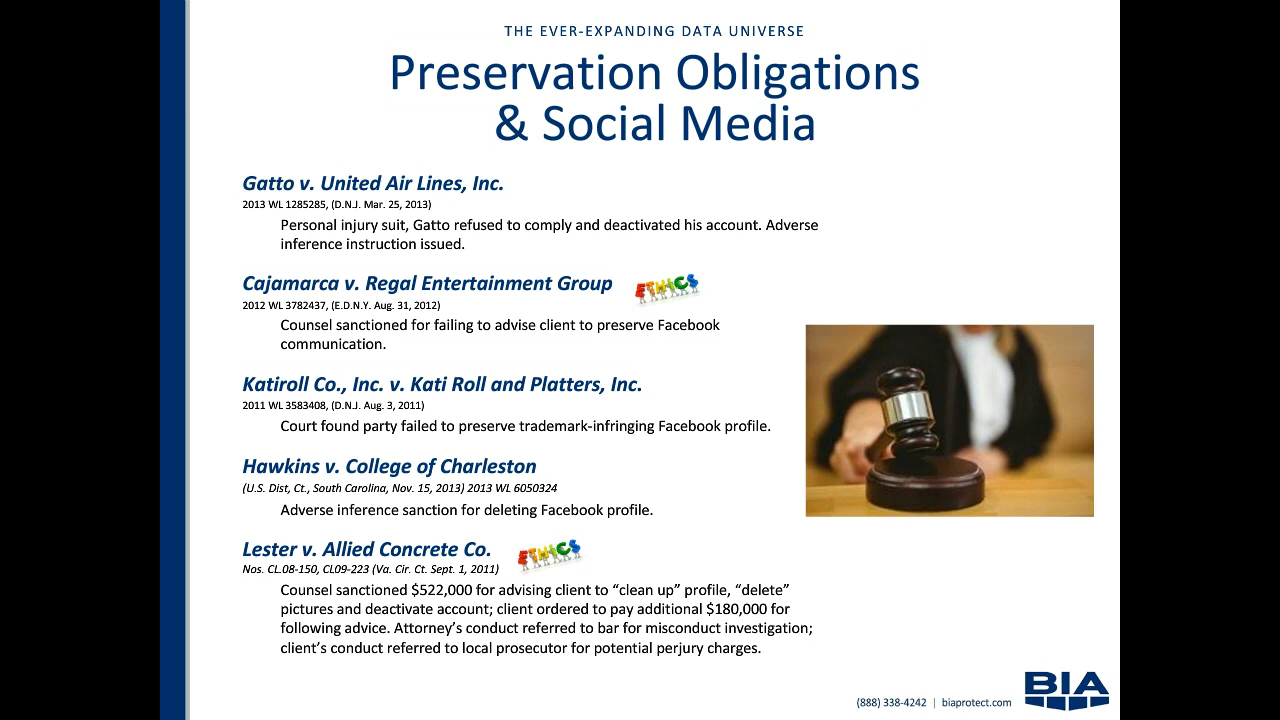 THE EVER-EXPANDING DATA UNIVERSE
Preservation Obligations
& Social Media
Gatto v. United Air Lines, Inc.
2013 WL 1285285, (D.N.J. Mar. 25, 2013)
Personal injury suit, Gatto refused to comply and deactivated his account. Adverse
inference instruction issued.
Cajamarca v. Regal Entertainment Group
ETHICS
2012 WL 3782437, (E.D.N.Y. Aug. 31, 2012)
Counsel sanctioned for failing to advise client to preserve Facebook
communication.
Katiroll Co., Inc. v. Kati Roll and Platters, Inc.
2011 WL 3583408, (D.N.J. Aug. 3, 2011)
Court found party failed to preserve trademark-infringing Facebook profile.
Hawkins v. College of Charleston
(U.S. Dist, Ct., South Carolina, Nov. 15, 2013) 2013 WL 6050324
Adverse inference sanction for deleting Facebook profile.
Lester v. Allied Concrete Co.
ETHICS
Nos. CL.08-150, CL09-223 (Va. Cir. Ct. Sept. 1, 2011)
Counsel sanctioned $522,000 for advising client to “clean up” profile, “delete”
pictures and deactivate account; client ordered to pay additional $180,000 for
following advice. Attorney’s conduct referred to bar for misconduct investigation;
client’s conduct referred to local prosecutor for potential perjury charges.
(888) 338-4242 | biaprotect.com
BIA